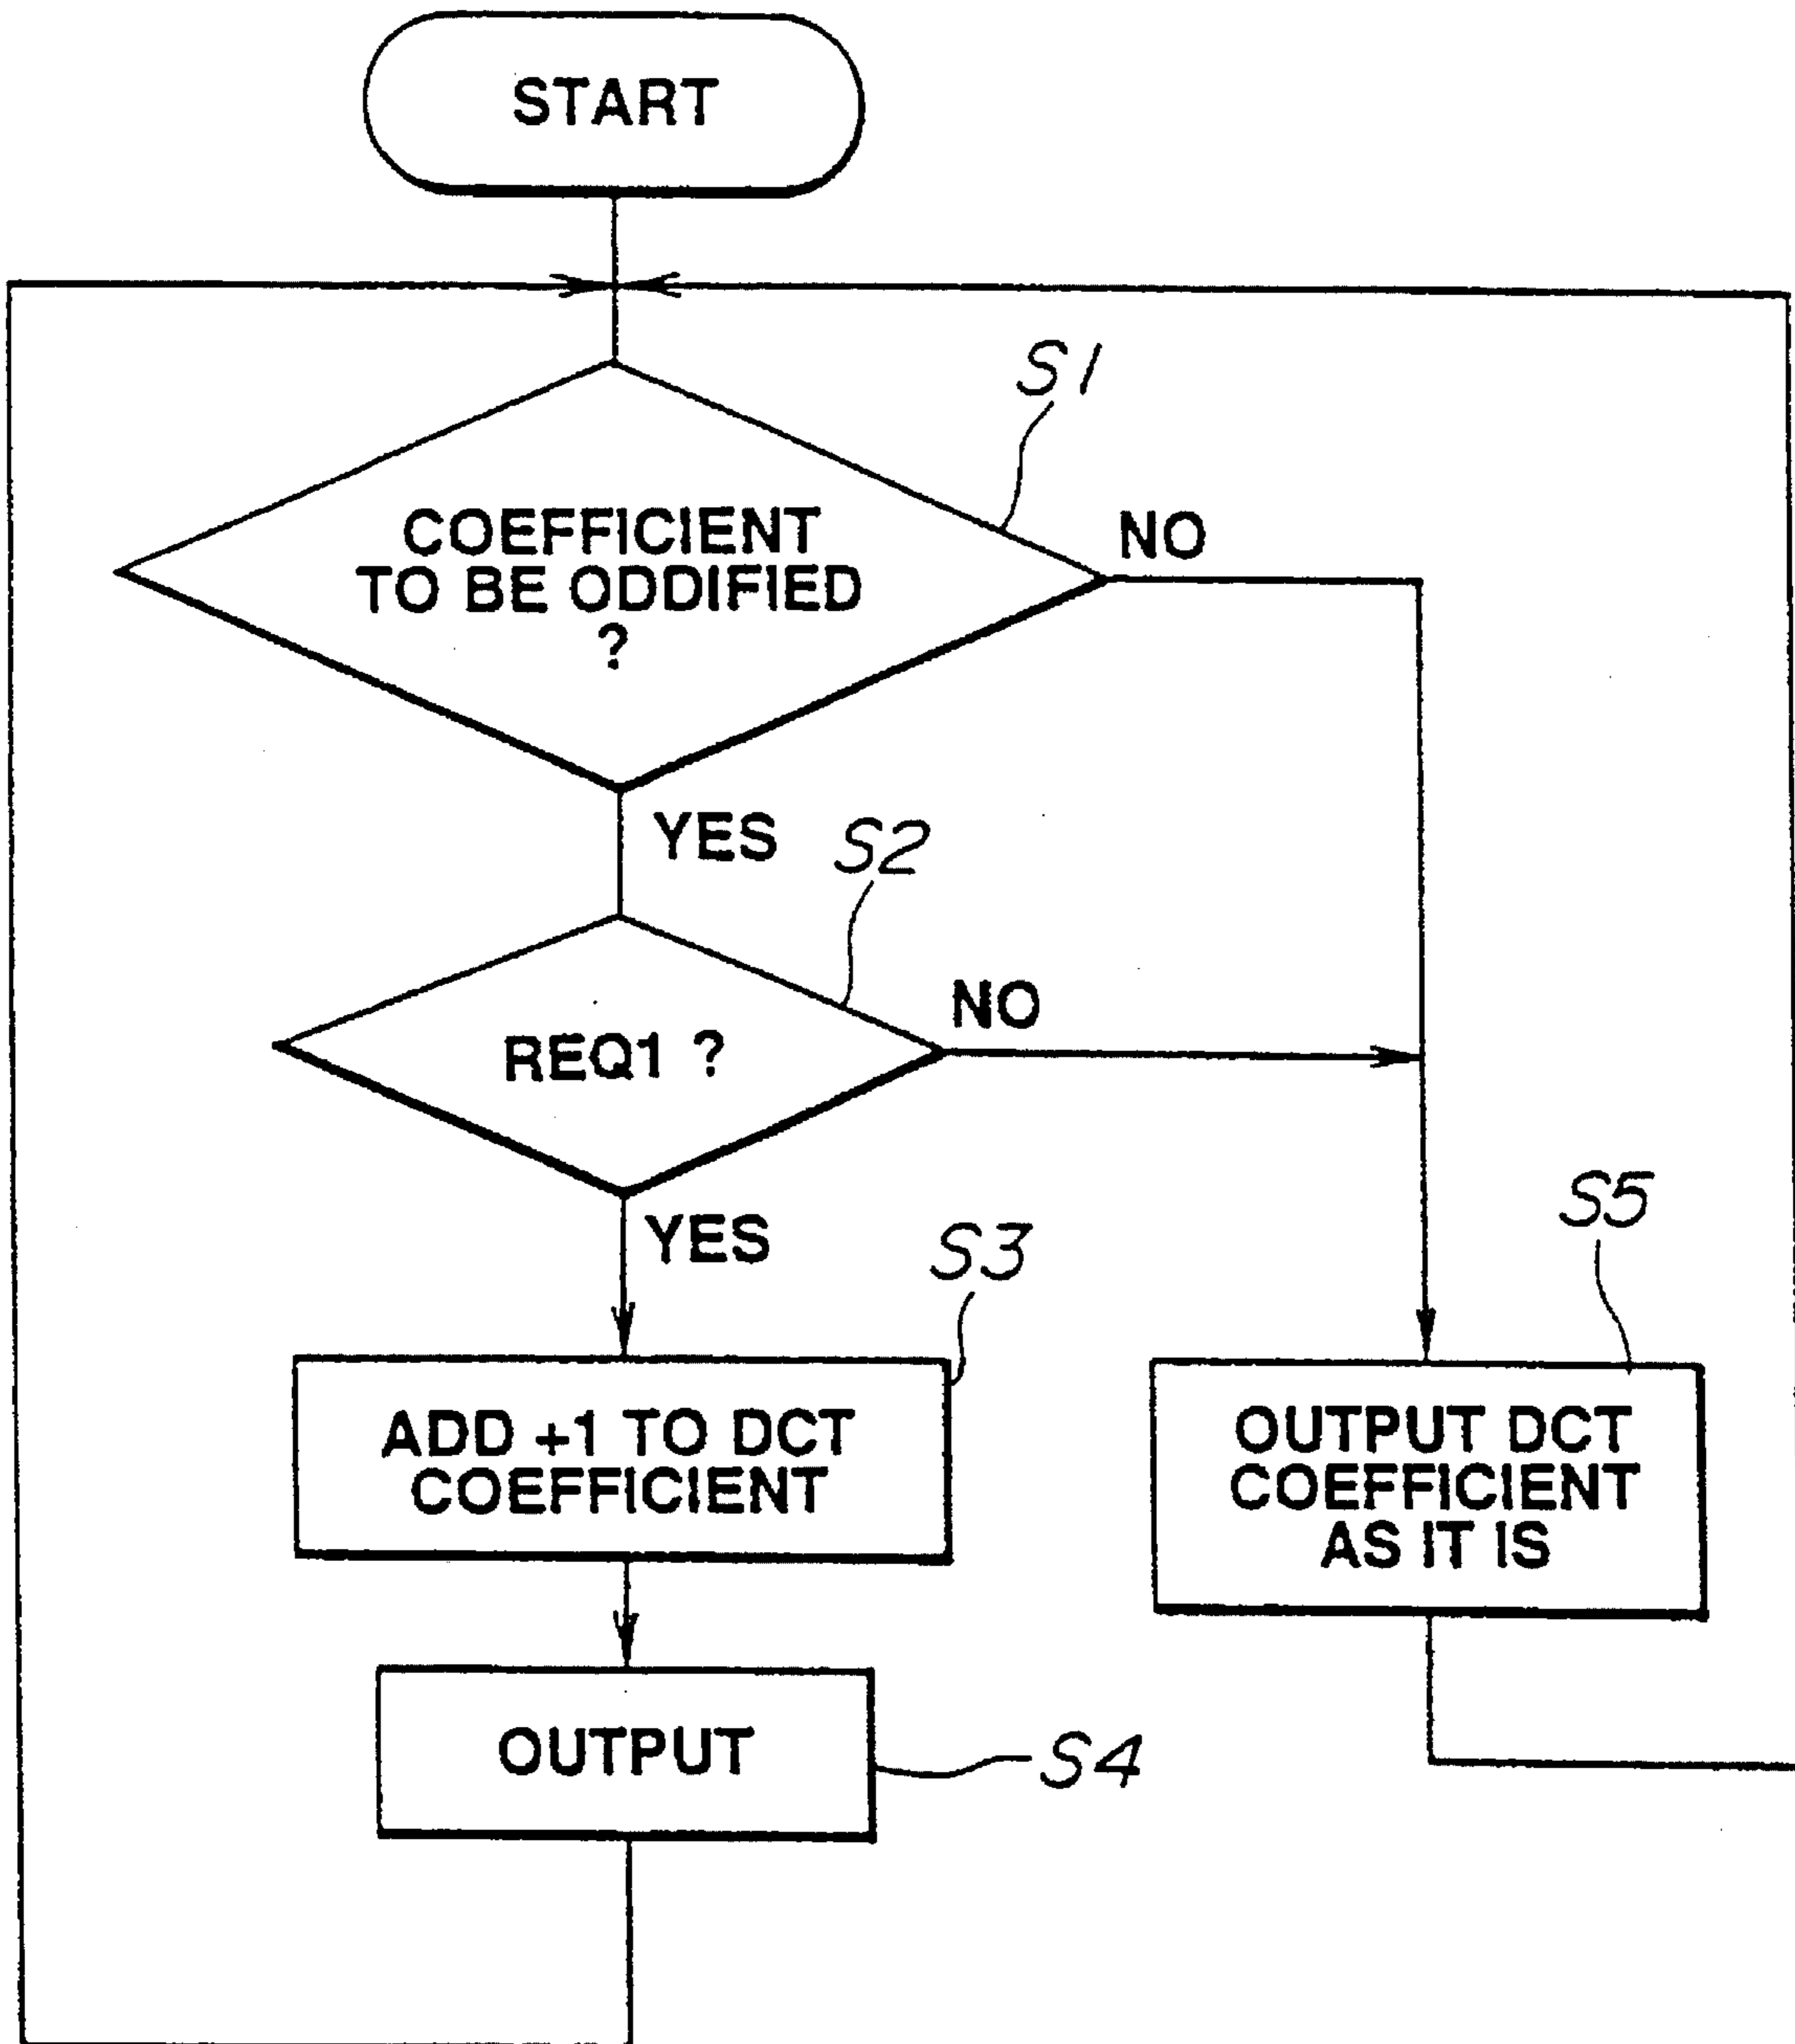 START
S1
COEFFICIENT
TO BE ODDIFIED
?
NO
YES
S2
REQ1 ?
NO
YES
S3
ADD +1 TO DCT
COEFFICIENT
S5
OUTPUT DCT
COEFFICIENT
AS IT IS
OUTPUT
S4